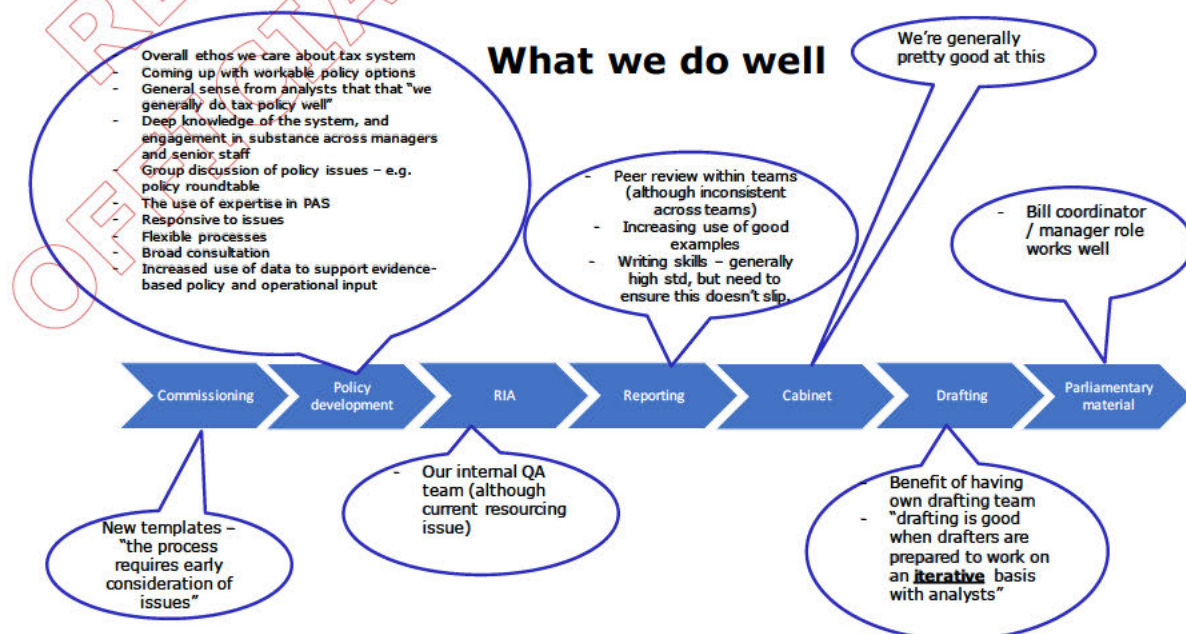 What we do well
Overall ethos we care about tax system
- Coming up with workable policy options
- General sense from analysts that that “we
generally do tax policy well”
- Deep knowledge of the system, and
engagement in substance across managers
and senior staff
- Group discussion of policy issues – e.g.
policy roundtable
- The use of expertise in PAS
- Responsive to issues
- Flexible processes
- Broad consultation
- Increased use of data to support evidence-
based policy and operational input
- Peer review within teams
(although inconsistent
across teams)
- Increasing use of good
examples
- Writing skills – generally
high std, but need to
ensure this doesn’t slip.
We’re generally
pretty good at this
- Bill coordinator
/ manager role
works well
Commissioning
Policy
development
RIA
Reporting
Cabinet
Drafting
Parliamentary
material
New templates –
“the process
requires early
consideration of
issues”
- Our internal QA
team (although
current resourcing
issue)
- Benefit of having
own drafting team
- “drafting is good
when drafters are
prepared to work on
an iterative basis
with analysts”